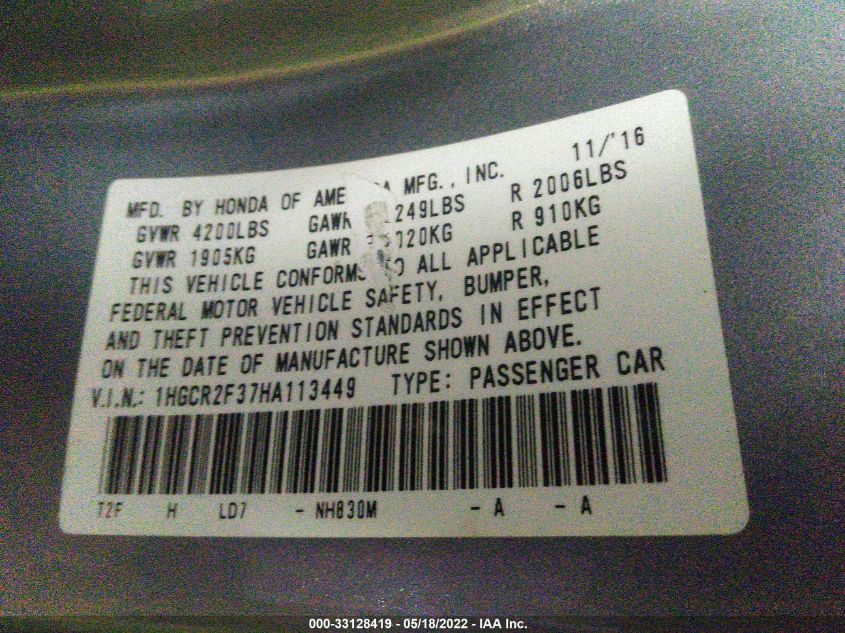 11/'16
MFD. BY HONDA OF AME A MFG., INC.
GVWR 4200LBS GAWR 249LBS R 2006LBS
GVWR 1905KG GAWR 020KG R 910KG
THIS VEHICLE CONFORMS TO ALL APPLICABLE
FEDERAL MOTOR VEHICLE SAFETY, BUMPER,
AND THEFT PREVENTION STANDARDS IN EFFECT
ON THE DATE OF MANUFACTURE SHOWN ABOVE.
V.I.N.: 1HGCR2F37HA113449 TYPE: PASSENGER CAR
T2F H LD7 - NH830M - A - A
000-33128419 - 05/18/2022 - IAA Inc.